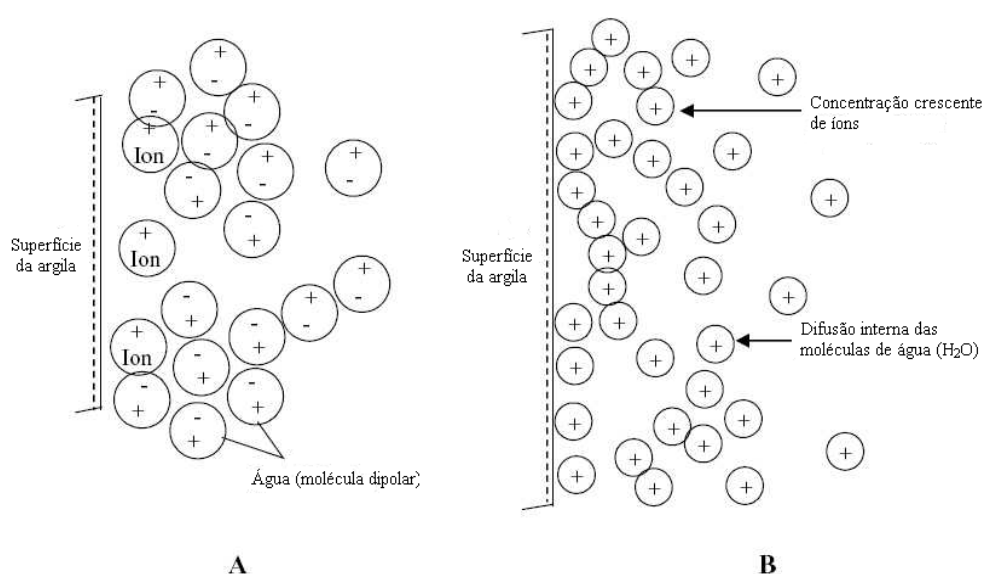 Superfície
da argila
+
-
+
-
+
-
+
Ion
+
-
+
-
+
-
-
+
-
+
+
Ion
-
+
+
-
+
-
+
Ion
-
+
-
+
-
+
-
+
-
+
Água (molécula dipolar)
A
Superfície
da argila
+ + + + +
+ + +
+ + + +
+ + + +
+ + + +
+ + + +
+ + + +
+ + + +
+ + + +
+ + + +
Concentração crescente
de íons
Difusão interna das
moléculas de água (H₂O)
B